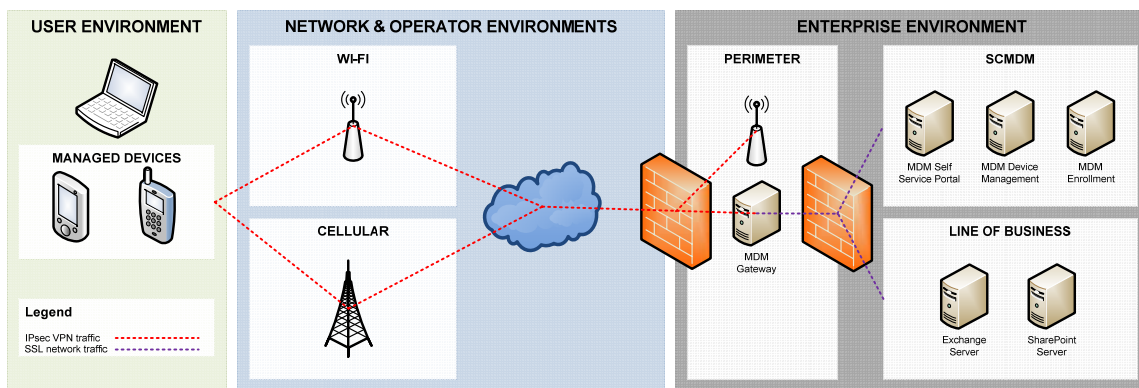 USER ENVIRONMENT
MANAGED DEVICES
Legend
IPsec VPN traffic
SSL network traffic
NETWORK & OPERATOR ENVIRONMENTS
WI-FI
CELLULAR
ENTERPRISE ENVIRONMENT
PERIMETER
MDM
Gateway
SCMDM
MDM Self
Service Portal
MDM Device
Management
MDM
Enrollment
LINE OF BUSINESS
Exchange
Server
SharePoint
Server